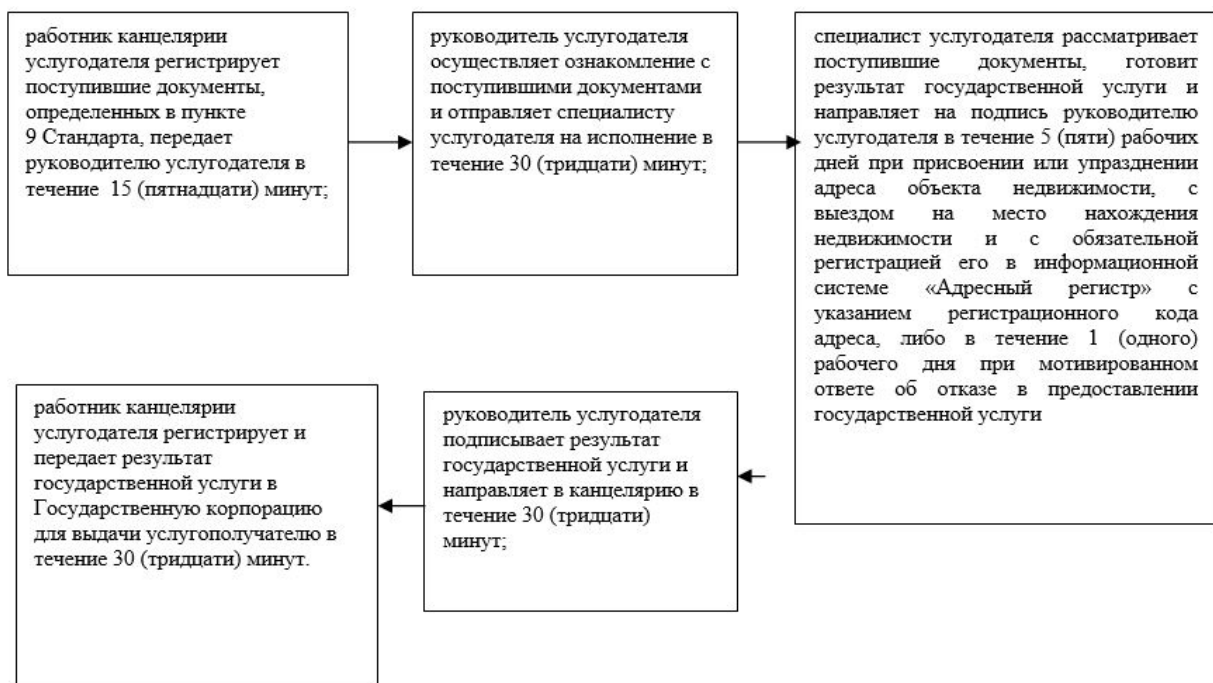 работник канцелярии
услугодателя регистрирует
поступившие документы,
определенных в пункте
9 Стандарта, передает
руководителю услугодателя в
течение 15 (пятнадцати) минут;
руководитель услугодателя
осуществляет ознакомление с
поступившими документами
и отправляет специалисту
услугодателя на исполнение в
течение 30 (тридцати) минут;
специалист услугодателя рассматривает
поступившие документы, готовит
результат государственной услуги и
направляет на подпись руководителю
услугодателя в течение 5 (пяти) рабочих
дней при присвоении или упразднении
адреса объекта недвижимости, с
выездом на место нахождения
недвижимости и с обязательной
регистрацией его в информационной
системе «Адресный регистр» с
указанием регистрационного кода
адреса, либо в течение 1 (одного)
рабочего дня при мотивированном
ответе об отказе в предоставлении
государственной услуги
руководитель услугодателя
подписывает результат
государственной услуги и
направляет в канцелярию в
течение 30 (тридцати)
минут;
работник канцелярии
услугодателя регистрирует и
передает результат
государственной услуги в
Государственную корпорацию
для выдачи услугополучателю в
течение 30 (тридцати) минут.